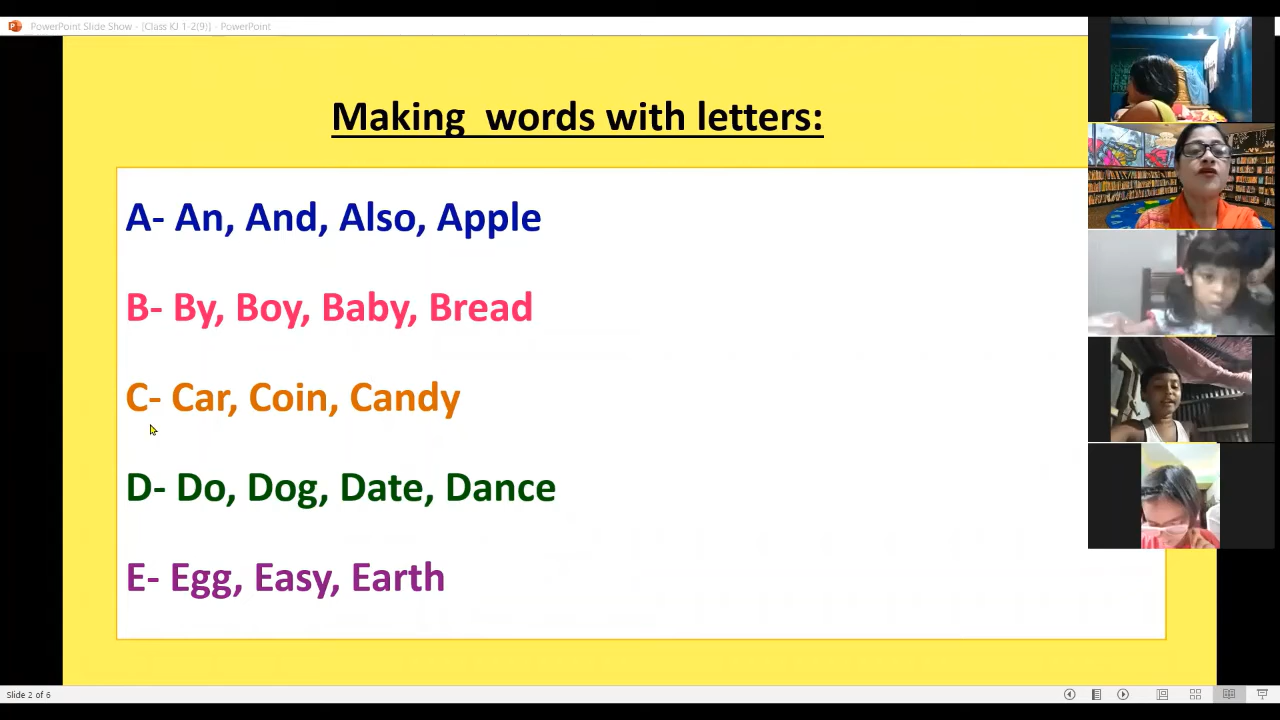 PowerPoint Slide Show - [Class KJ 1-2(9)] - PowerPoint
Making words with letters:
A- An, And, Also, Apple
B- By, Boy, Baby, Bread
C- Car, Coin, Candy
D- Do, Dog, Date, Dance
E- Egg, Easy, Earth
Slide 2 of 6